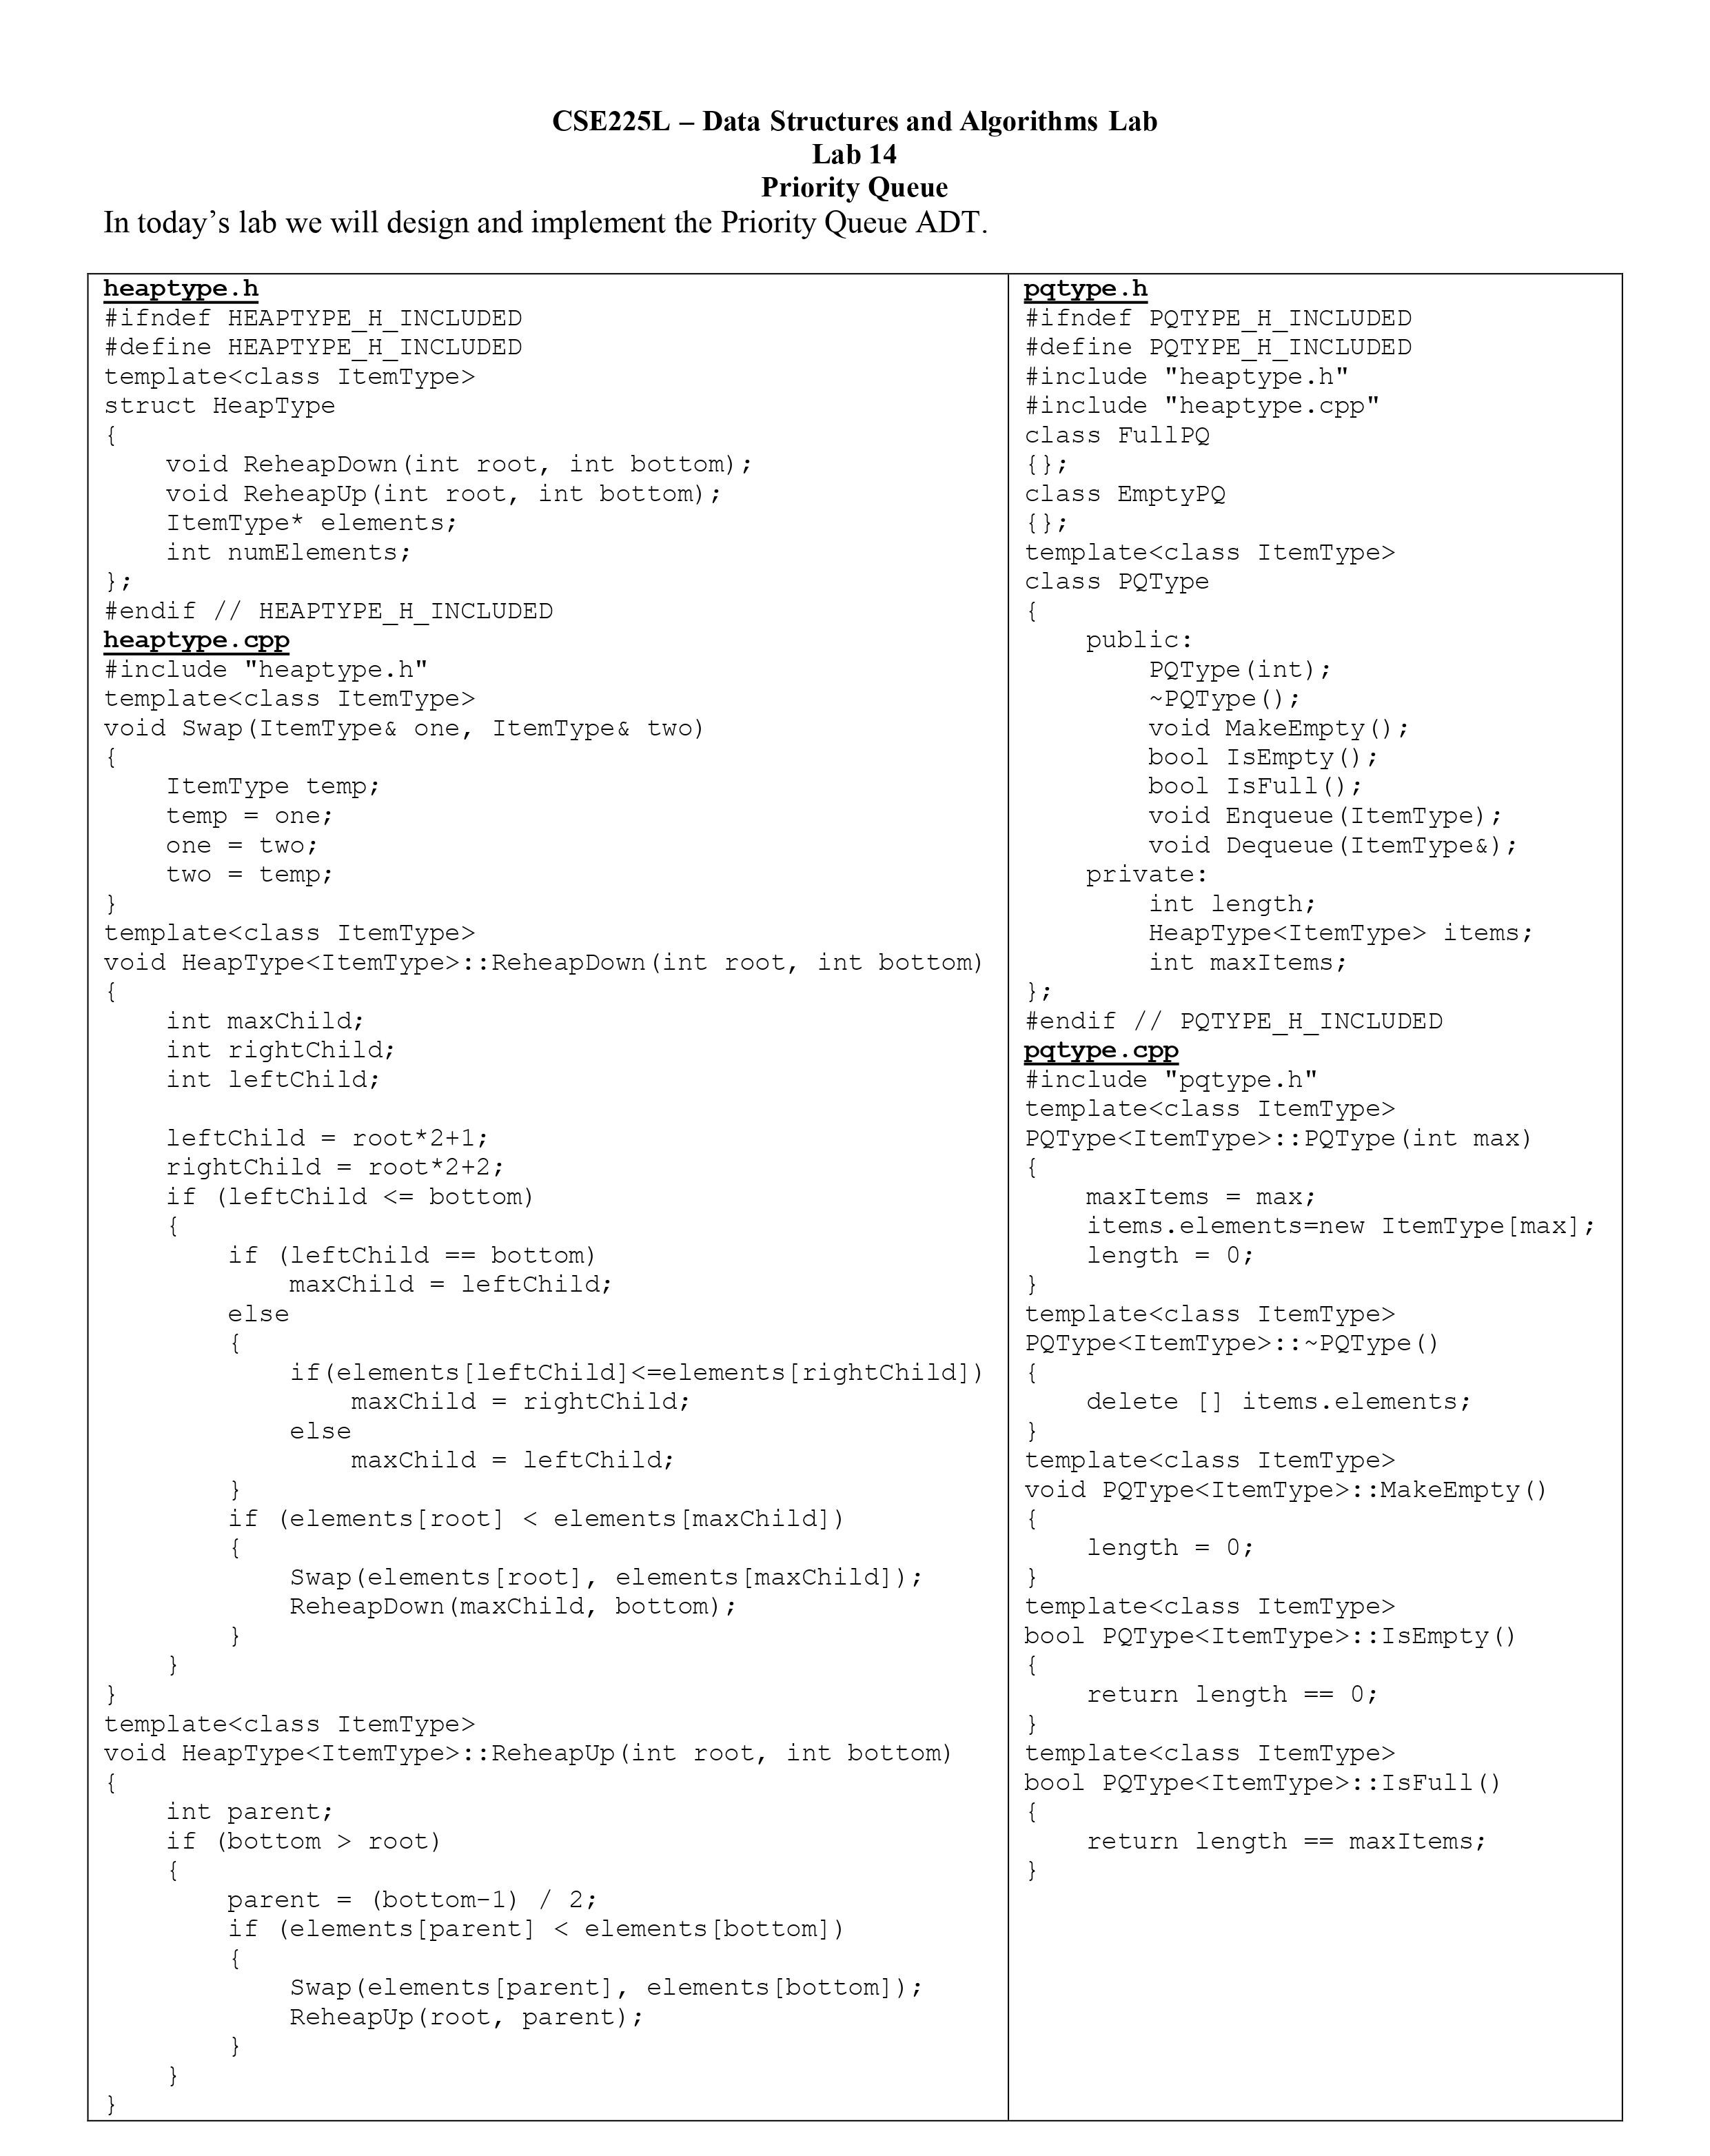 CSE225L – Data Structures and Algorithms Lab
Lab 14
Priority Queue
In today’s lab we will design and implement the Priority Queue ADT.
heaptype.h
#ifndef HEAPTYPE_H_INCLUDED
#define HEAPTYPE_H_INCLUDED
template<class ItemType>
struct HeapType
{
    void ReheapDown(int root, int bottom);
    void ReheapUp(int root, int bottom);
    ItemType* elements;
    int numElements;
};
#endif // HEAPTYPE_H_INCLUDED
heaptype.cpp
#include "heaptype.h"
template<class ItemType>
void Swap(ItemType& one, ItemType& two)
{
    ItemType temp;
    temp = one;
    one = two;
    two = temp;
}
template<class ItemType>
void HeapType<ItemType>::ReheapDown(int root, int bottom)
{
    int maxChild;
    int rightChild;
    int leftChild;

    leftChild = root*2+1;
    rightChild = root*2+2;
    if (leftChild <= bottom)
    {
        if (leftChild == bottom)
            maxChild = leftChild;
        else
        {
            if(elements[leftChild]<=elements[rightChild])
                maxChild = rightChild;
            else
                maxChild = leftChild;
        }
        if (elements[root] < elements[maxChild])
        {
            Swap(elements[root], elements[maxChild]);
            ReheapDown(maxChild, bottom);
        }
    }
}
template<class ItemType>
void HeapType<ItemType>::ReheapUp(int root, int bottom)
{
    int parent;
    if (bottom > root)
    {
        parent = (bottom-1) / 2;
        if (elements[parent] < elements[bottom])
        {
            Swap(elements[parent], elements[bottom]);
            ReheapUp(root, parent);
        }
    }
}
pqtype.h
#ifndef PQTYPE_H_INCLUDED
#define PQTYPE_H_INCLUDED
#include "heaptype.h"
#include "heaptype.cpp"
class FullPQ
{};
class EmptyPQ
{};
template<class ItemType>
class PQType
{
    public:
        PQType(int);
        ~PQType();
        void MakeEmpty();
        bool IsEmpty();
        bool IsFull();
        void Enqueue(ItemType);
        void Dequeue(ItemType&);
    private:
        int length;
        HeapType<ItemType> items;
        int maxItems;
};
#endif // PQTYPE_H_INCLUDED
pqtype.cpp
#include "pqtype.h"
template<class ItemType>
PQType<ItemType>::PQType(int max)
{
    maxItems = max;
    items.elements=new ItemType[max];
    length = 0;
}
template<class ItemType>
PQType<ItemType>::~PQType()
{
    delete [] items.elements;
}
template<class ItemType>
void PQType<ItemType>::MakeEmpty()
{
    length = 0;
}
template<class ItemType>
bool PQType<ItemType>::IsEmpty()
{
    return length == 0;
}
template<class ItemType>
bool PQType<ItemType>::IsFull()
{
    return length == maxItems;
}